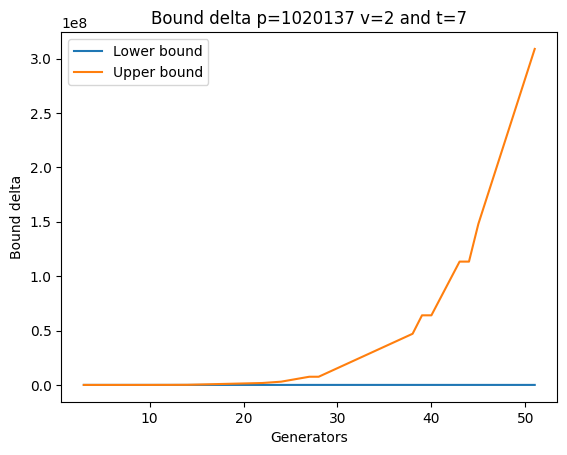 Bound delta p=1020137 v=2 and t=7
1e8
Lower bound
Upper bound
3.0
2.5
2.0
1.5
1.0
0.5
0.0
Bound delta
10 20 30 40 50
Generators